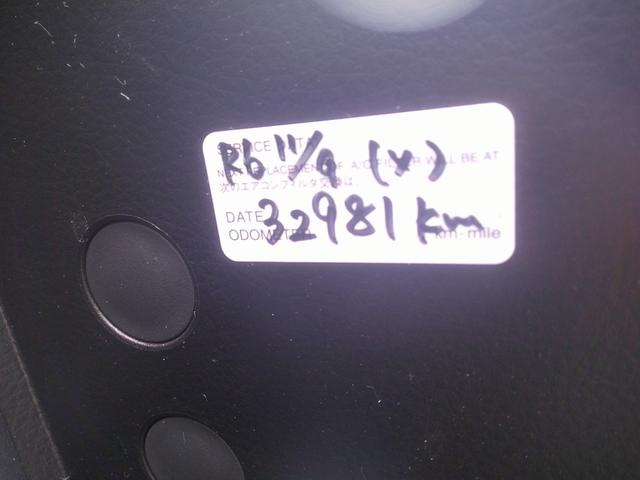 SERVICE DATA
R6 11/9 (x)
NEXT REPLACEMENT OF A/C FILTER WILL BE AT
次のエアコンフィルタ交換は、
DATE
32981 km
ODOMETER km·mile